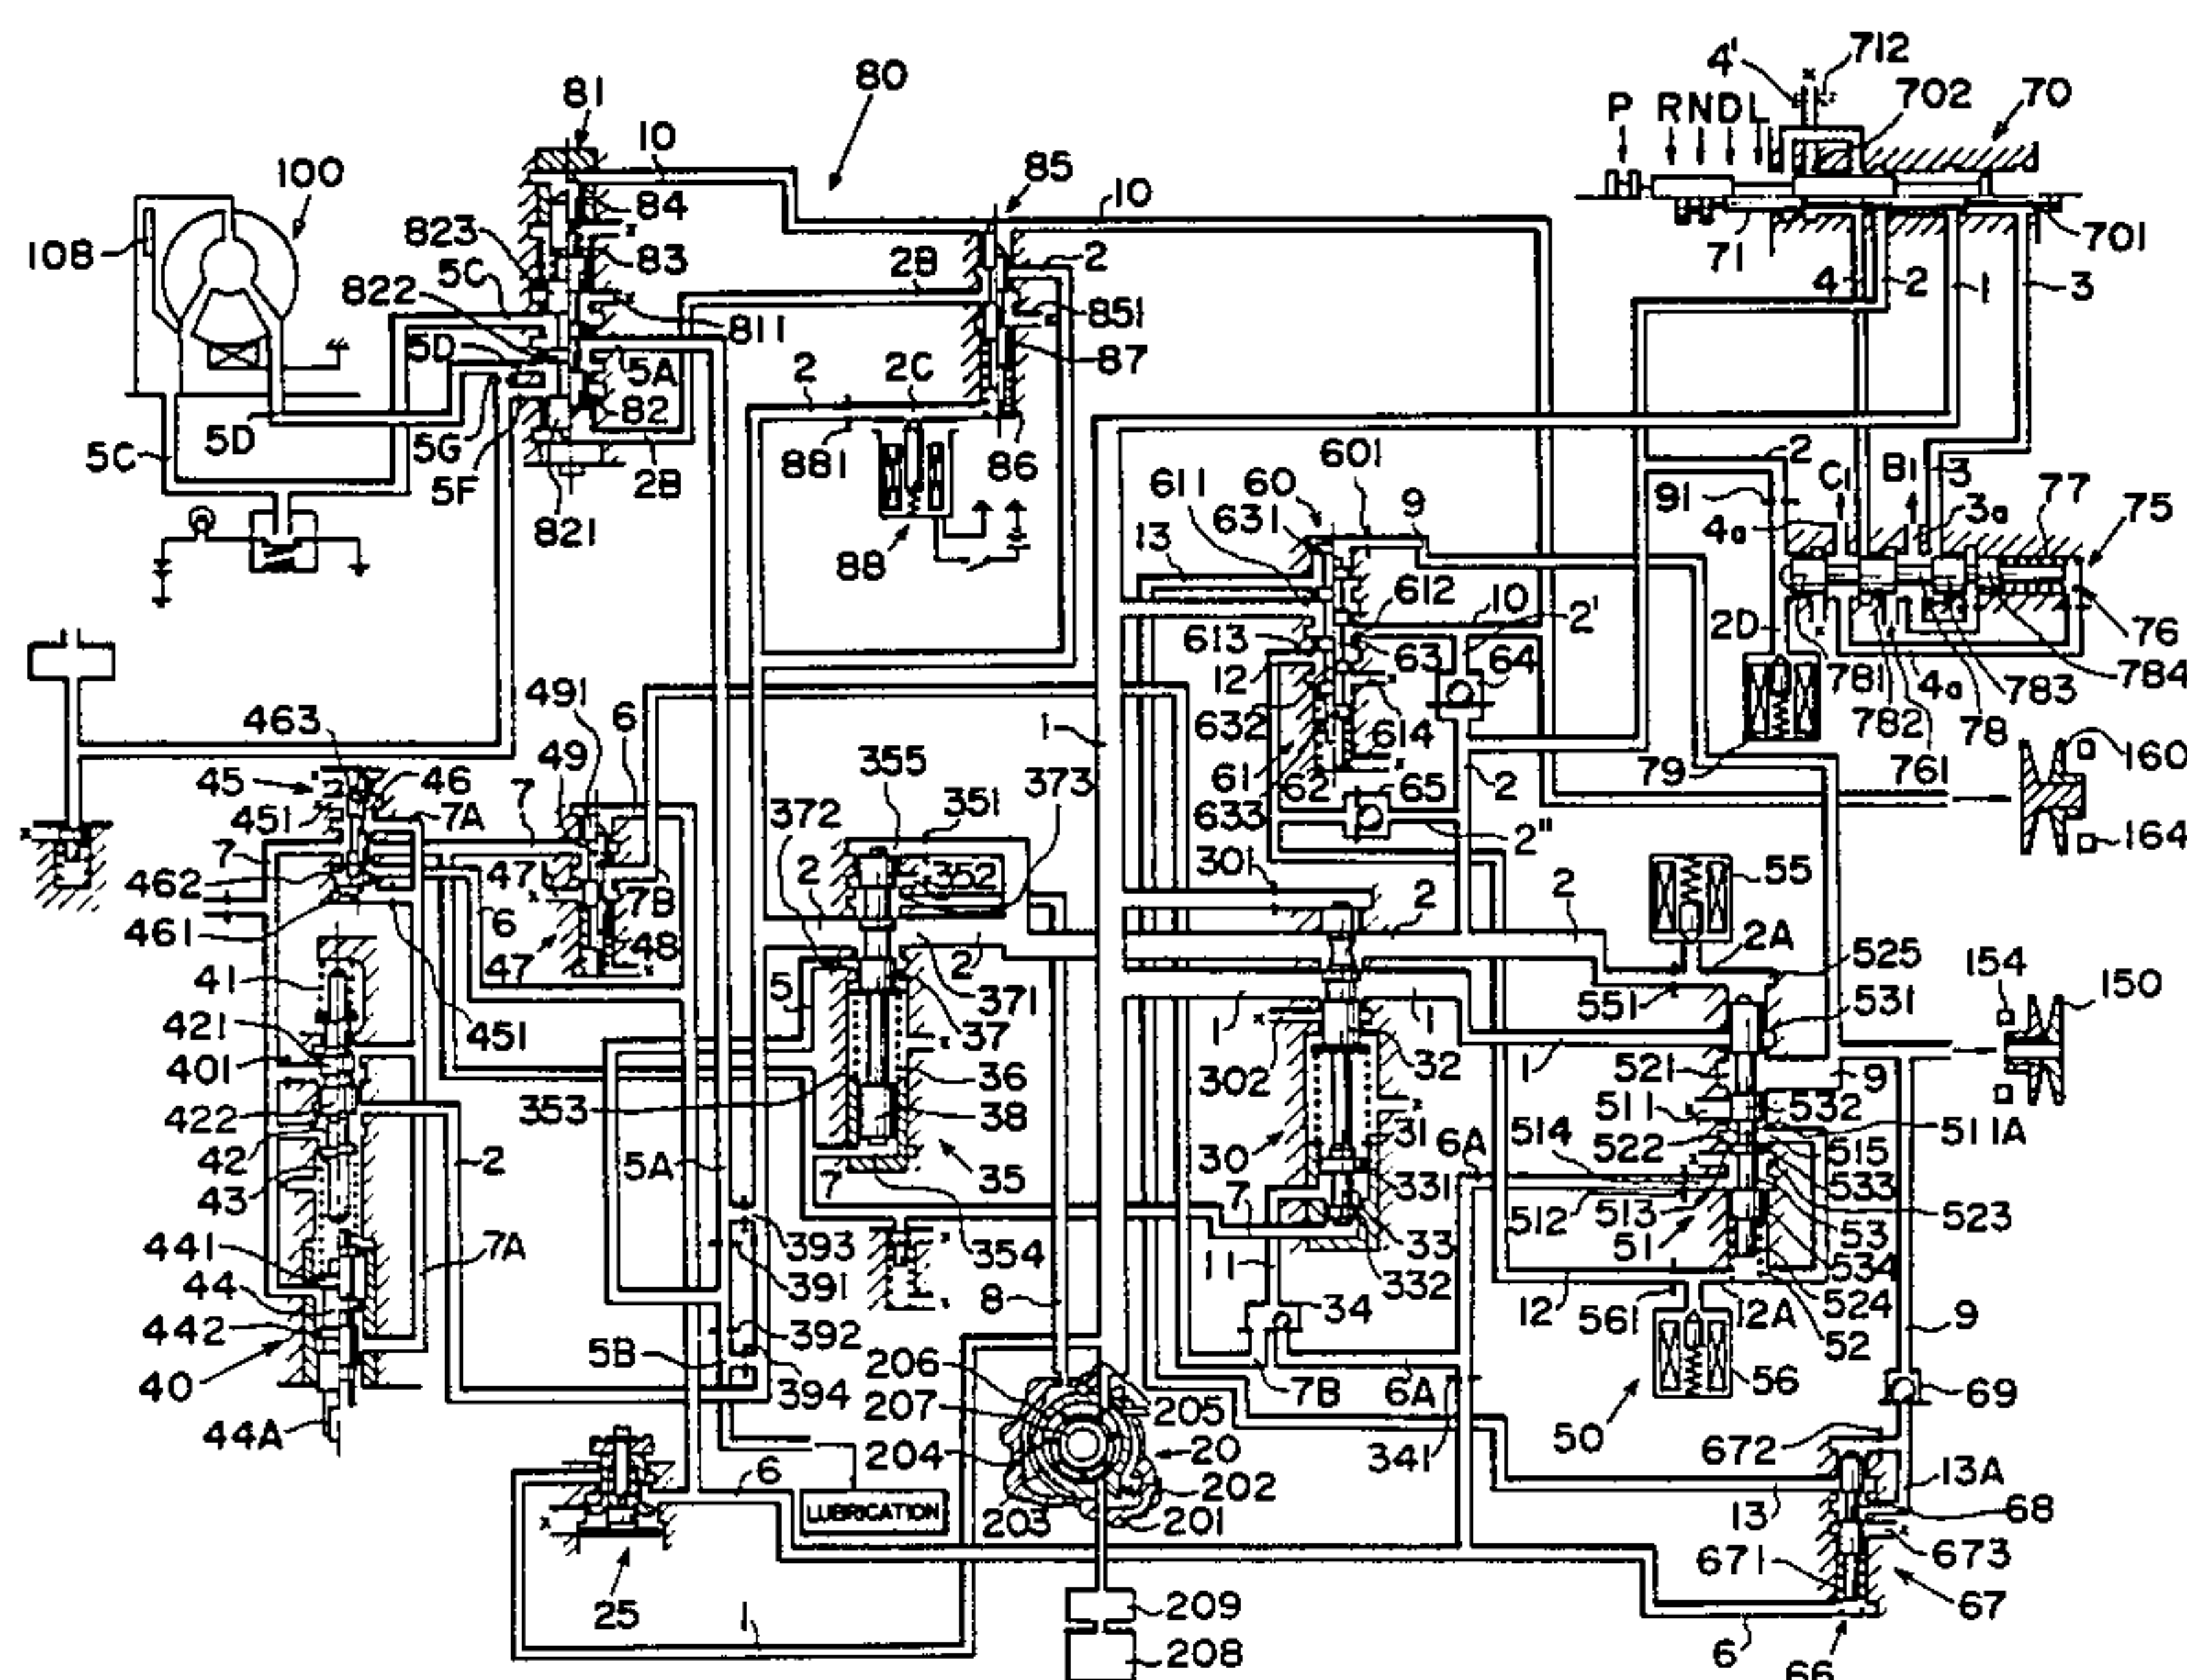 4' 712
80 702 70
81 P R N D L
10
100 85
84 10
823 701
108 2B 2 71
5C 83
822 4 2 1 3
811 851
5D 2 2C 87
5A
82
5D 5G 881 86 601 2
5C 2B 611 60 C1 B1 3 77
5F 631 9 91 3a 75
821 13 4a
88
612 10 2'
613 63 64 2D 76
12 781 4a 784
491 632 783
463 6 614 782 78
49 1 79 160
45 46 355 61 62 65 2 761
451 7A 7 372 351 373 633
7 2" 164
462 47 352 301 55
7B 2 2 2
461 6 48 2A
41 47 2 525 154 150
5 371 551 531
421 451 37 1 1
401 36 302 32 1 521 9
353 511 532
422 38 514 511A
42 2 30 31 6A 522 515
43 5A 7 35 331 533
7 512 513 53 523
441 7A 393 354 33 51
44 391 11 332 534
442 8 34 12 561 12A 524
392 52 9
5B 206
40 207 7B 6A 56 69
394 205
44A 204 20 341 50 672
6 202 13A
LUBRICATION 203 201 13 68
673
671
25 209 67
1 208 6
66